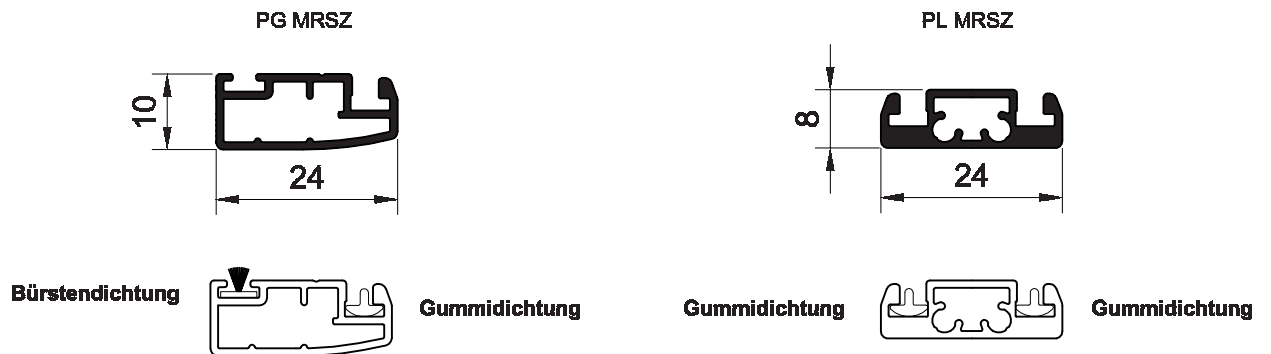 PG MRSZ
PL MRSZ
10
24
8
24
Bürstendichtung
Gummidichtung
Gummidichtung
Gummidichtung